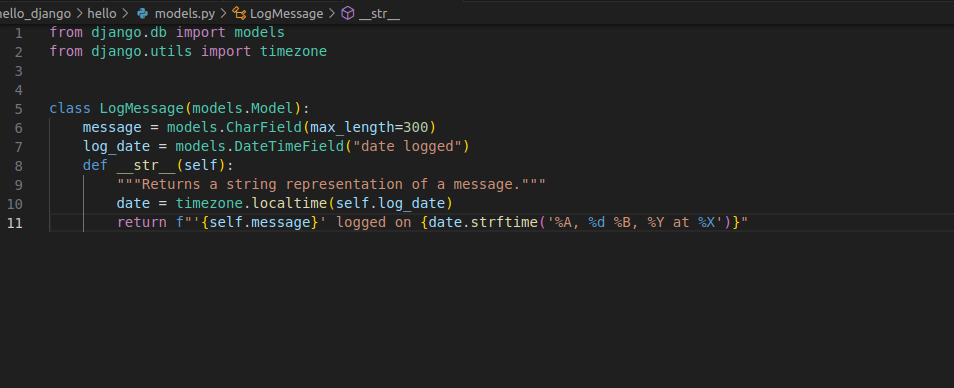 ello_django > hello > models.py > LogMessage > __str__
1 from django.db import models
2 from django.utils import timezone
3
4
5 class LogMessage(models.Model):
6     message = models.CharField(max_length=300)
7     log_date = models.DateTimeField("date logged")
8     def __str__(self):
9         """Returns a string representation of a message."""
10         date = timezone.localtime(self.log_date)
11         return f"'{self.message}' logged on {date.strftime('%A, %d %B, %Y at %X')}"